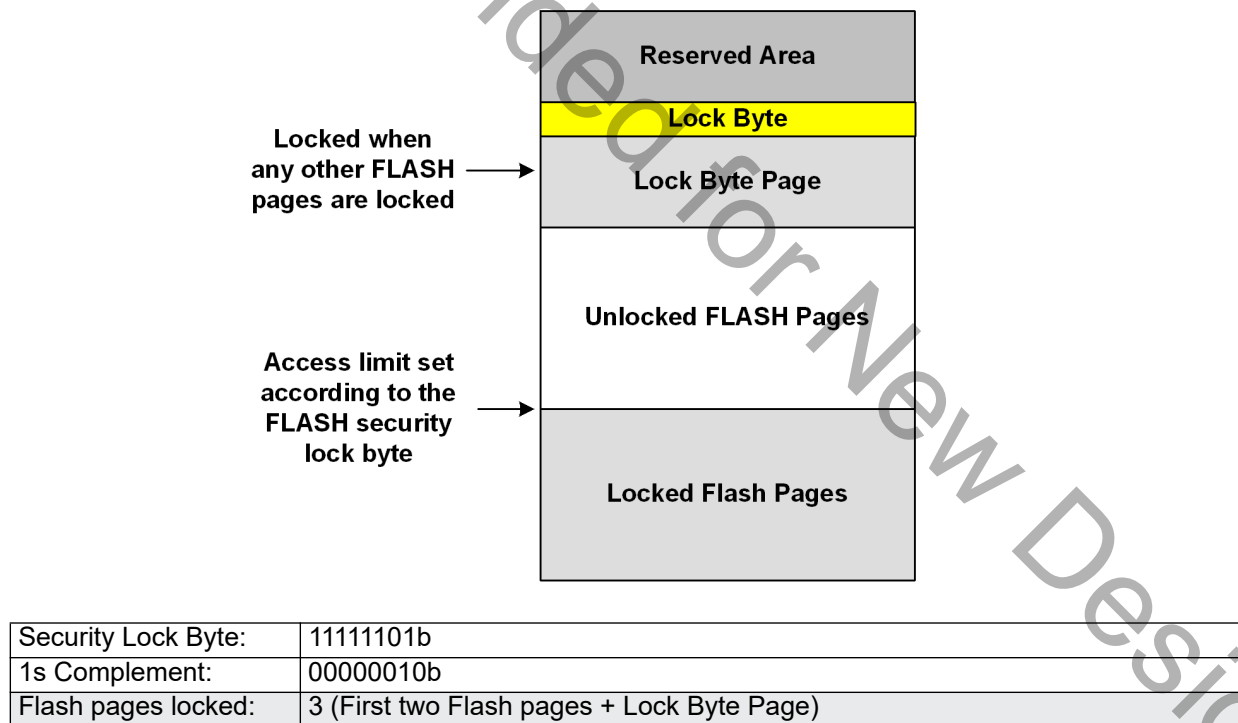 Reserved Area
Lock Byte
Locked when
any other FLASH
pages are locked
Lock Byte Page
Unlocked FLASH Pages
Access limit set
according to the
FLASH security
lock byte
Locked Flash Pages
Security Lock Byte: 11111101b
1s Complement: 00000010b
Flash pages locked: 3 (First two Flash pages + Lock Byte Page)
for New